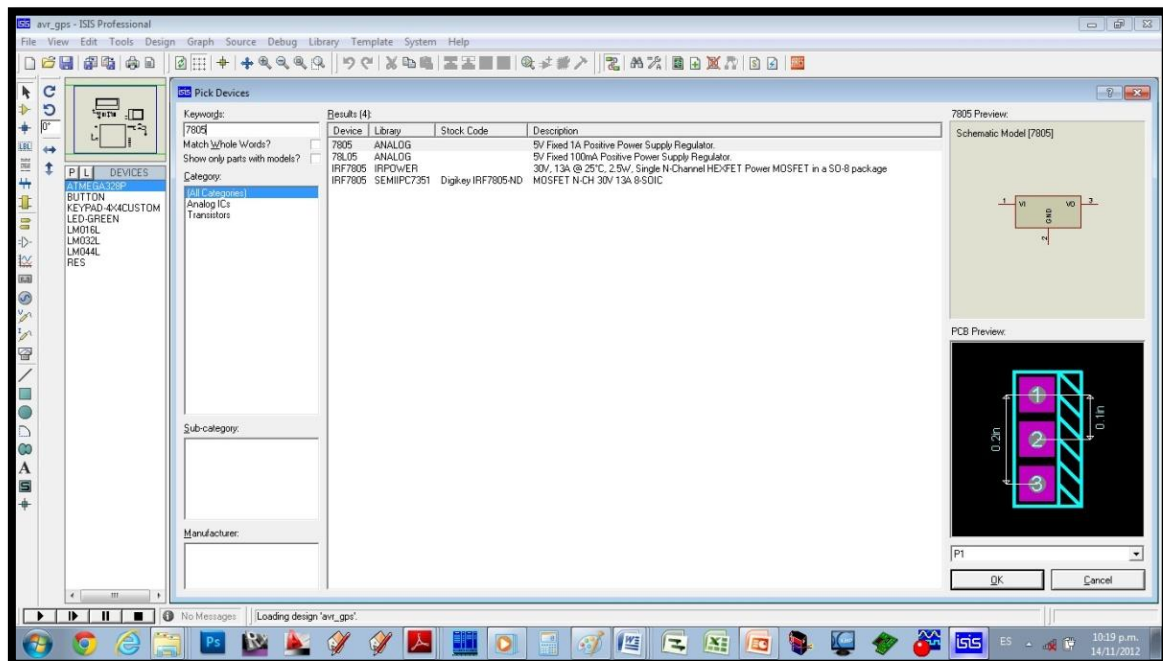 avr_gps - ISIS Professional
File View Edit Tools Design Graph Source Debug Library Template System Help
Pick Devices
Keywords:
7805
Match Whole Words?
Show only parts with models?
Category:
(All Categories)
Analog ICs
Transistors
Sub-category:
Manufacturer:
P L DEVICES
ATMEGA328P
BUTTON
KEYPAD-4X4CUSTOM
LED-GREEN
LM016L
LM032L
LM044L
RES
Results (4):
Device Library Stock Code Description
7805 ANALOG 5V Fixed 1A Positive Power Supply Regulator.
78L05 ANALOG 5V Fixed 100mA Positive Power Supply Regulator.
IRF7805 IRPOWER 30V, 13A @ 25°C, 2.5W, Single N-Channel HEXFET Power MOSFET in a SO-8 package
IRF7805 SEMIIPC7351 Digikey IRF7805-ND MOSFET N-CH 30V 13A 8-SOIC
7805 Preview:
Schematic Model [7805]
1 VI VO 3
GND
2
PCB Preview:
1
2
3
0.2in
0.1in
P1
OK Cancel
No Messages Loading design 'avr_gps'.
Ps
isis
ES
10:19 p.m.
14/11/2012